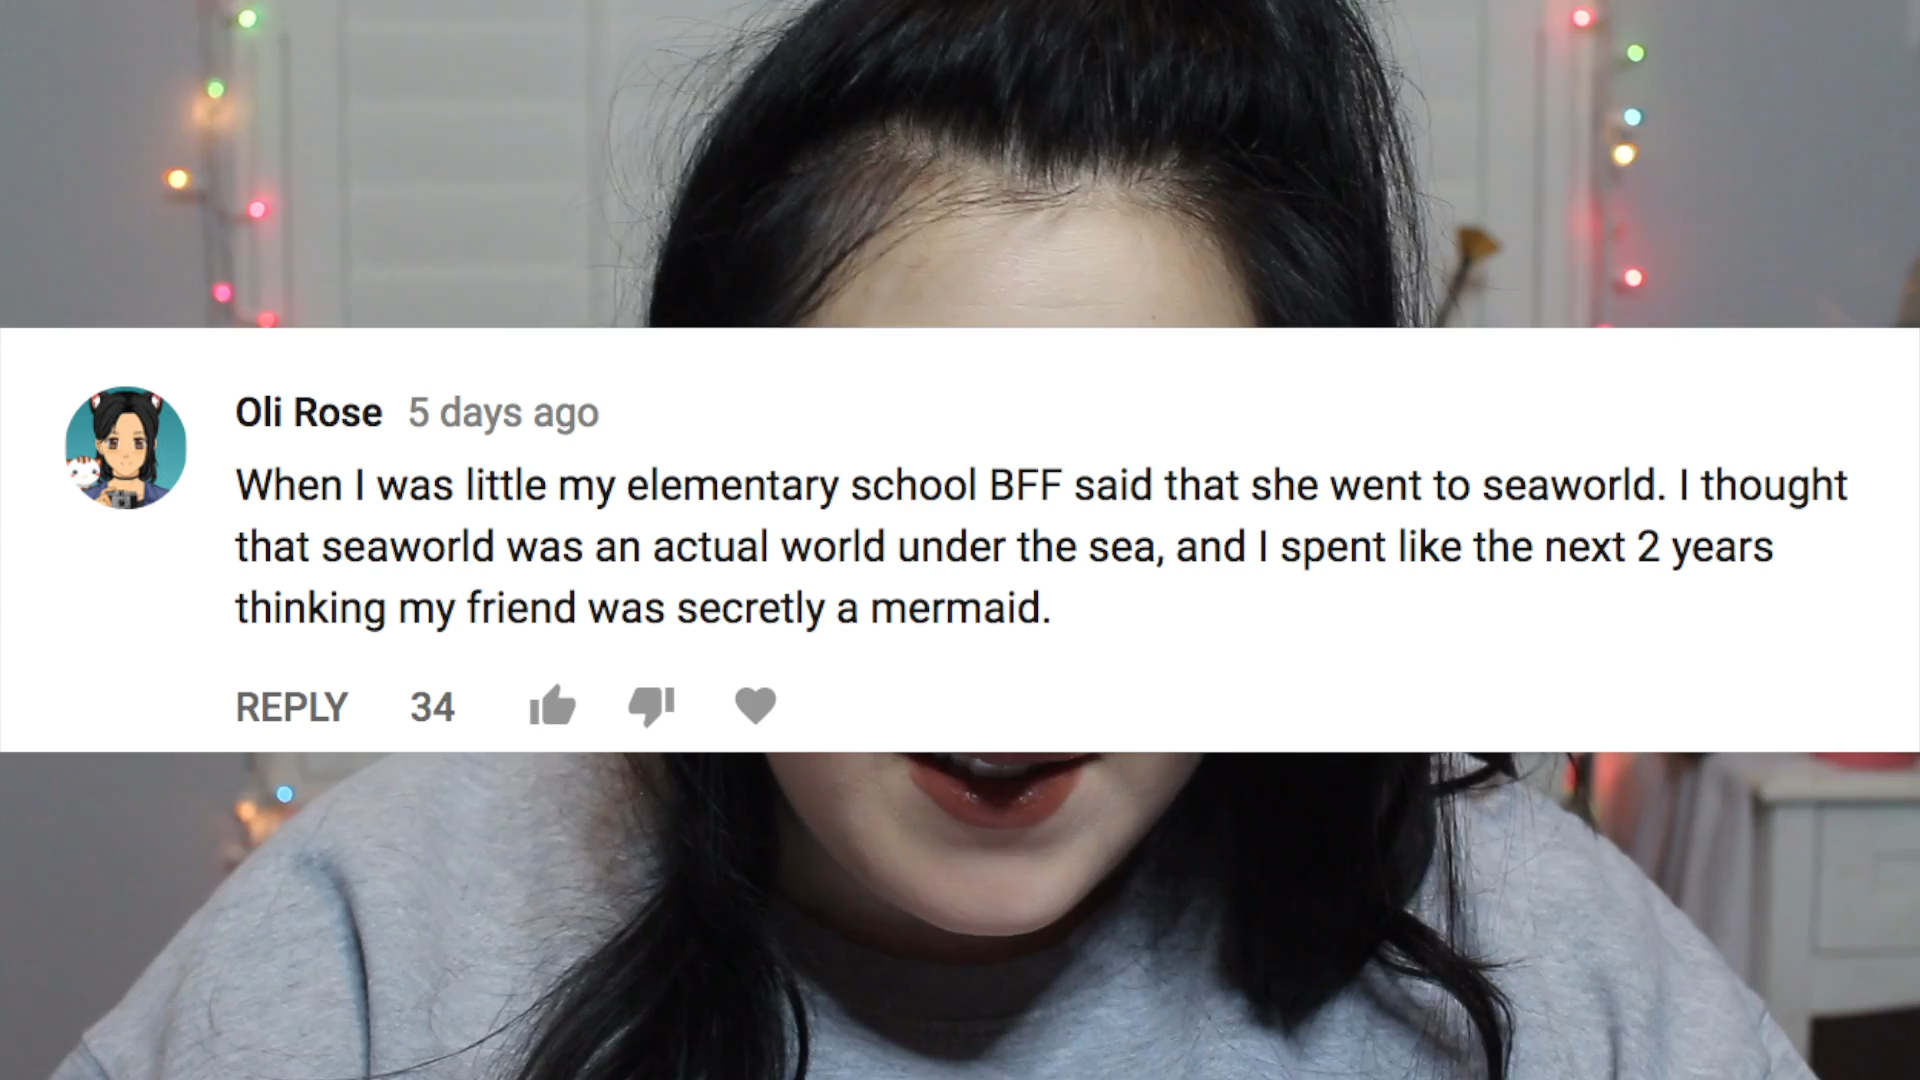 Oli Rose 5 days ago
When I was little my elementary school BFF said that she went to seaworld. I thought
that seaworld was an actual world under the sea, and I spent like the next 2 years
thinking my friend was secretly a mermaid.
REPLY 34